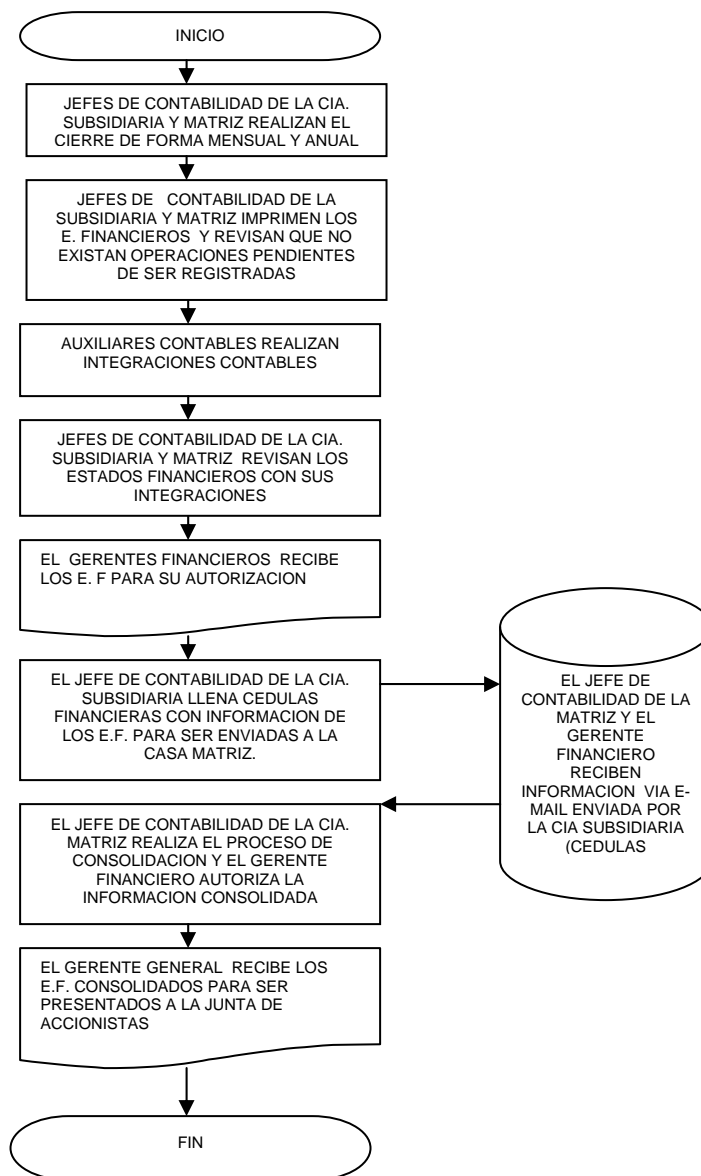 INICIO
JEFES DE CONTABILIDAD DE LA CIA.
SUBSIDIARIA Y MATRIZ REALIZAN EL
CIERRE DE FORMA MENSUAL Y ANUAL
JEFES DE CONTABILIDAD DE LA
SUBSIDIARIA Y MATRIZ IMPRIMEN LOS
E. FINANCIEROS Y REVISAN QUE NO
EXISTAN OPERACIONES PENDIENTES
DE SER REGISTRADAS
AUXILIARES CONTABLES REALIZAN
INTEGRACIONES CONTABLES
JEFES DE CONTABILIDAD DE LA CIA.
SUBSIDIARIA Y MATRIZ REVISAN LOS
ESTADOS FINANCIEROS CON SUS
INTEGRACIONES
EL GERENTES FINANCIEROS RECIBE
LOS E. F PARA SU AUTORIZACION
EL JEFE DE CONTABILIDAD DE LA CIA.
SUBSIDIARIA LLENA CEDULAS
FINANCIERAS CON INFORMACION DE
LOS E.F. PARA SER ENVIADAS A LA
CASA MATRIZ.
EL JEFE DE
CONTABILIDAD DE LA
MATRIZ Y EL
GERENTE
FINANCIERO
RECIBEN
INFORMACION VIA E-
MAIL ENVIADA POR
LA CIA SUBSIDIARIA
(CEDULAS
EL JEFE DE CONTABILIDAD DE LA CIA.
MATRIZ REALIZA EL PROCESO DE
CONSOLIDACION Y EL GERENTE
FINANCIERO AUTORIZA LA
INFORMACION CONSOLIDADA
EL GERENTE GENERAL RECIBE LOS
E.F. CONSOLIDADOS PARA SER
PRESENTADOS A LA JUNTA DE
ACCIONISTAS
FIN